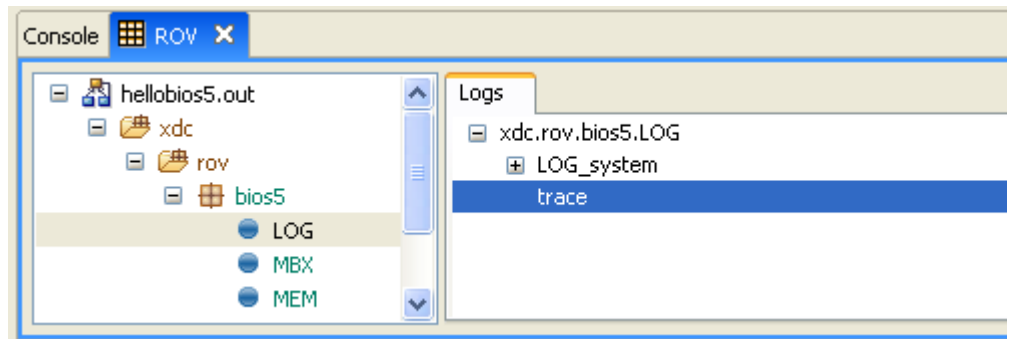 Console ROV
hellobios5.out
xdc
rov
bios5
LOG
MBX
MEM
Logs
xdc.rov.bios5.LOG
LOG_system
trace